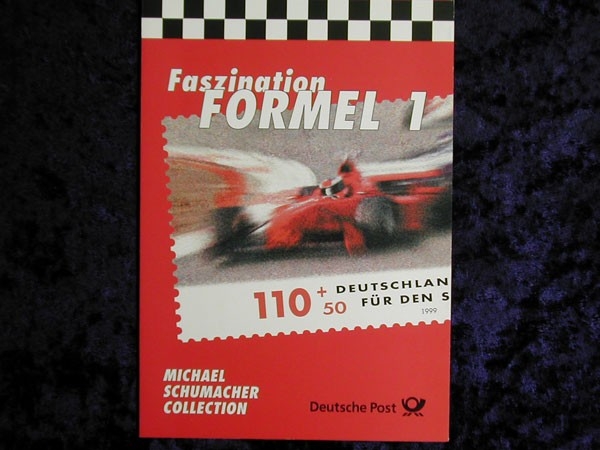 Faszination
FORMEL 1
110 + 50
DEUTSCHLAN
FÜR DEN S
1999
MICHAEL
SCHUMACHER
COLLECTION
Deutsche Post